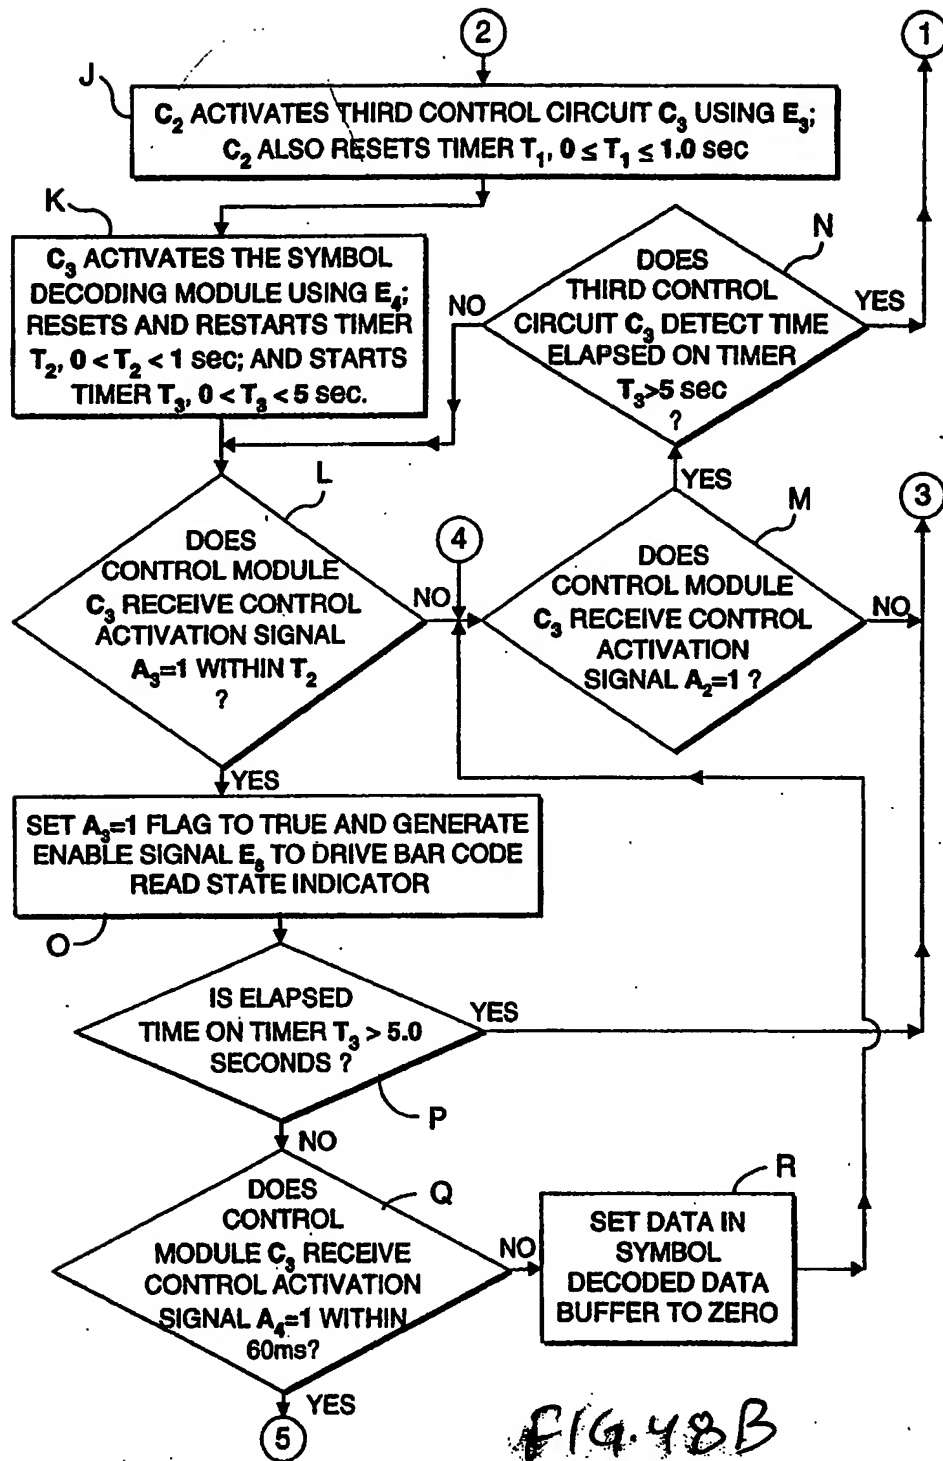 2
1
J
C2 ACTIVATES THIRD CONTROL CIRCUIT C3 USING E3;
C2 ALSO RESETS TIMER T1, 0 ≤ T1 ≤ 1.0 sec
K
C3 ACTIVATES THE SYMBOL
DECODING MODULE USING E4;
RESETS AND RESTARTS TIMER
T2, 0 < T2 < 1 sec; AND STARTS
TIMER T3, 0 < T3 < 5 sec.
N
DOES
THIRD CONTROL
CIRCUIT C3 DETECT TIME
ELAPSED ON TIMER
T3>5 sec
?
NO
YES
L
DOES
CONTROL MODULE
C3 RECEIVE CONTROL
ACTIVATION SIGNAL
A3=1 WITHIN T2
?
NO
YES
4
M
YES
DOES
CONTROL MODULE
C3 RECEIVE CONTROL
ACTIVATION
SIGNAL A2=1 ?
NO
3
SET A3=1 FLAG TO TRUE AND GENERATE
ENABLE SIGNAL E8 TO DRIVE BAR CODE
READ STATE INDICATOR
O
IS ELAPSED
TIME ON TIMER T3 > 5.0
SECONDS ?
YES
P
NO
Q
DOES
CONTROL
MODULE C3 RECEIVE
CONTROL ACTIVATION
SIGNAL A4=1 WITHIN
60ms?
NO
R
SET DATA IN
SYMBOL
DECODED DATA
BUFFER TO ZERO
YES
5
FIG. 48B